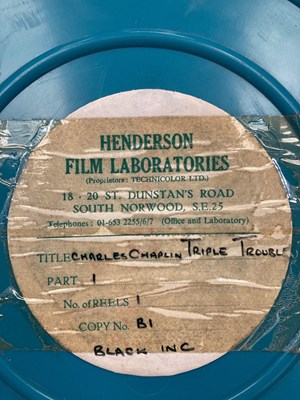 HENDERSON
FILM LABORATORIES
(Proprietors: TECHNICOLOR LTD.)
18 - 20 ST. DUNSTAN'S ROAD
SOUTH NORWOOD, S.E.25
Telephones: 01-653 2255/6/7 (Office and Laboratory)
TITLE CHARLES CHAPLIN TRIPLE TROUBLE
PART 1
No. of REELS 1
COPY No. B1
BLACK INC